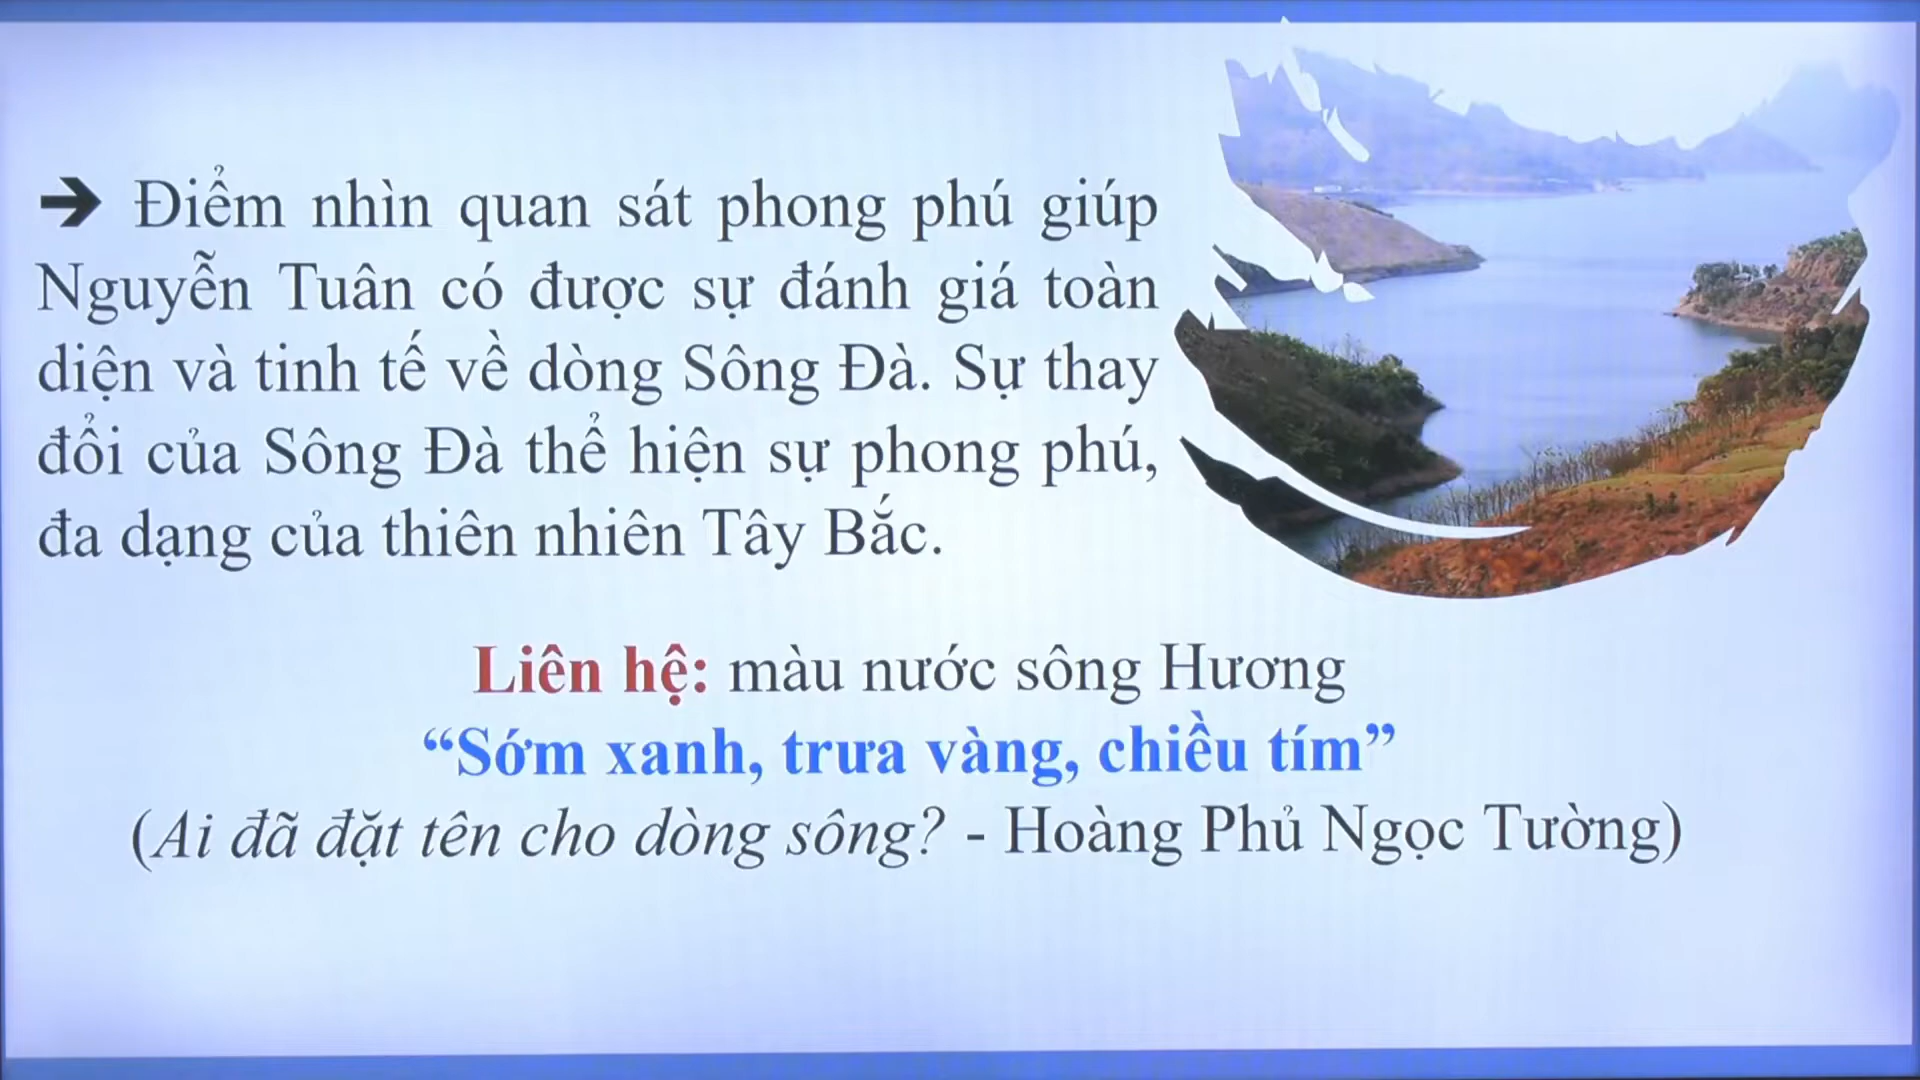 ➔ Điểm nhìn quan sát phong phú giúp
Nguyễn Tuân có được sự đánh giá toàn
diện và tinh tế về dòng Sông Đà. Sự thay
đổi của Sông Đà thể hiện sự phong phú,
đa dạng của thiên nhiên Tây Bắc.
Liên hệ: màu nước sông Hương
“Sớm xanh, trưa vàng, chiều tím”
(Ai đã đặt tên cho dòng sông? - Hoàng Phủ Ngọc Tường)